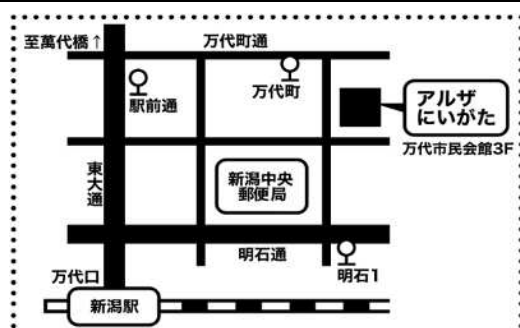 至萬代橋↑
万代町通
駅前通
万代町
アルザ
にいがた
万代市民会館3F
東大通
新潟中央
郵便局
明石通
明石1
万代口
新潟駅